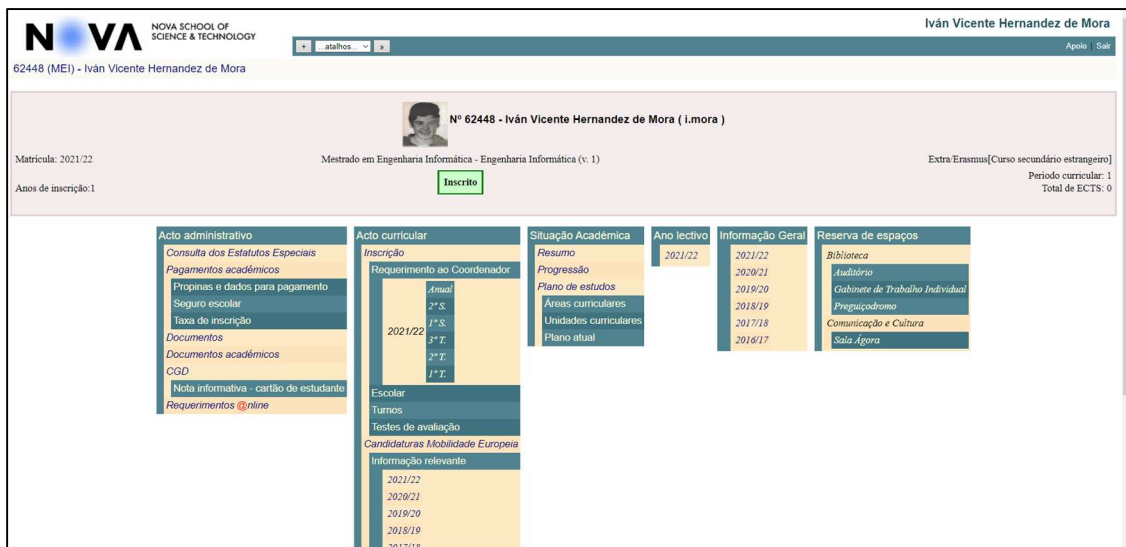 NOVA
NOVA SCHOOL OF
SCIENCE & TECHNOLOGY
Iván Vicente Hernandez de Mora
+ ...atalhos... »
Apoio | Sair
62448 (MEI) - Iván Vicente Hernandez de Mora
Nº 62448 - Iván Vicente Hernandez de Mora ( i.mora )
Matricula: 2021/22
Mestrado em Engenharia Informática - Engenharia Informática (v. 1)
Extra/Erasmus[Curso secundário estrangeiro]
Anos de inscrição:1
Inscrito
Periodo curricular: 1
Total de ECTS: 0
Acto administrativo
Consulta dos Estatutos Especiais
Pagamentos académicos
Propinas e dados para pagamento
Seguro escolar
Taxa de inscrição
Documentos
Documentos académicos
CGD
Nota informativa - cartão de estudante
Requerimentos @nline
Acto curricular
Inscrição
Requerimento ao Coordenador
2021/22
Anual
2º S.
1º S.
3º T.
2º T.
1º T.
Escolar
Turnos
Testes de avaliação
Candidaturas Mobilidade Europeia
Informação relevante
2021/22
2020/21
2019/20
2018/19
2017/18
Situação Académica
Resumo
Progressão
Plano de estudos
Áreas curriculares
Unidades curriculares
Plano atual
Ano lectivo
2021/22
Informação Geral
2021/22
2020/21
2019/20
2018/19
2017/18
2016/17
Reserva de espaços
Biblioteca
Auditório
Gabinete de Trabalho Individual
Preguiçodromo
Comunicação e Cultura
Sala Ágora